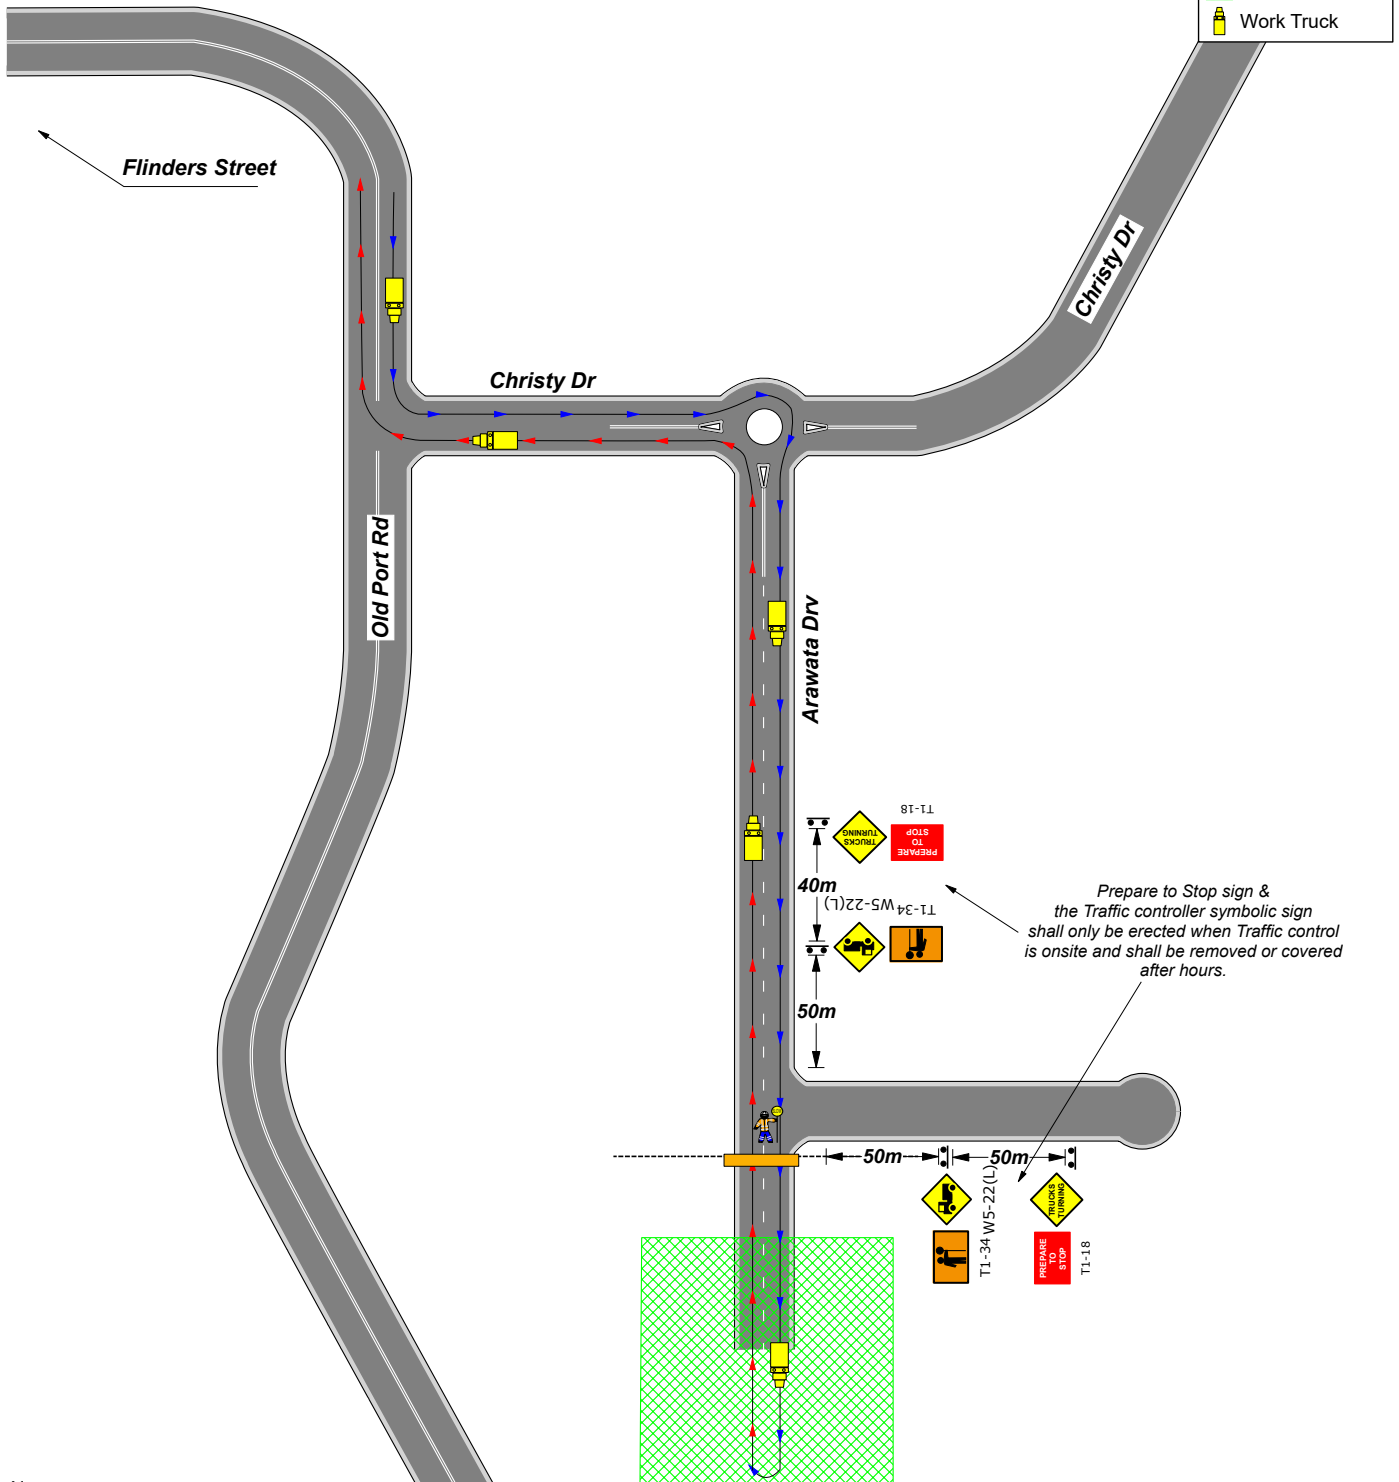 Work Truck
Flinders Street
Christy Dr
Christy Dr
Old Port Rd
Arawata Drv
T1-18
TRUCKS
TURNING
PREPARE
TO
STOP
40m
W5-22(L)
T1-34
50m
Prepare to Stop sign &
the Traffic controller symbolic sign
shall only be erected when Traffic control
is onsite and shall be removed or covered
after hours.
50m
50m
W5-22(L)
T1-34
TRUCKS
TURNING
PREPARE
TO
STOP
T1-18